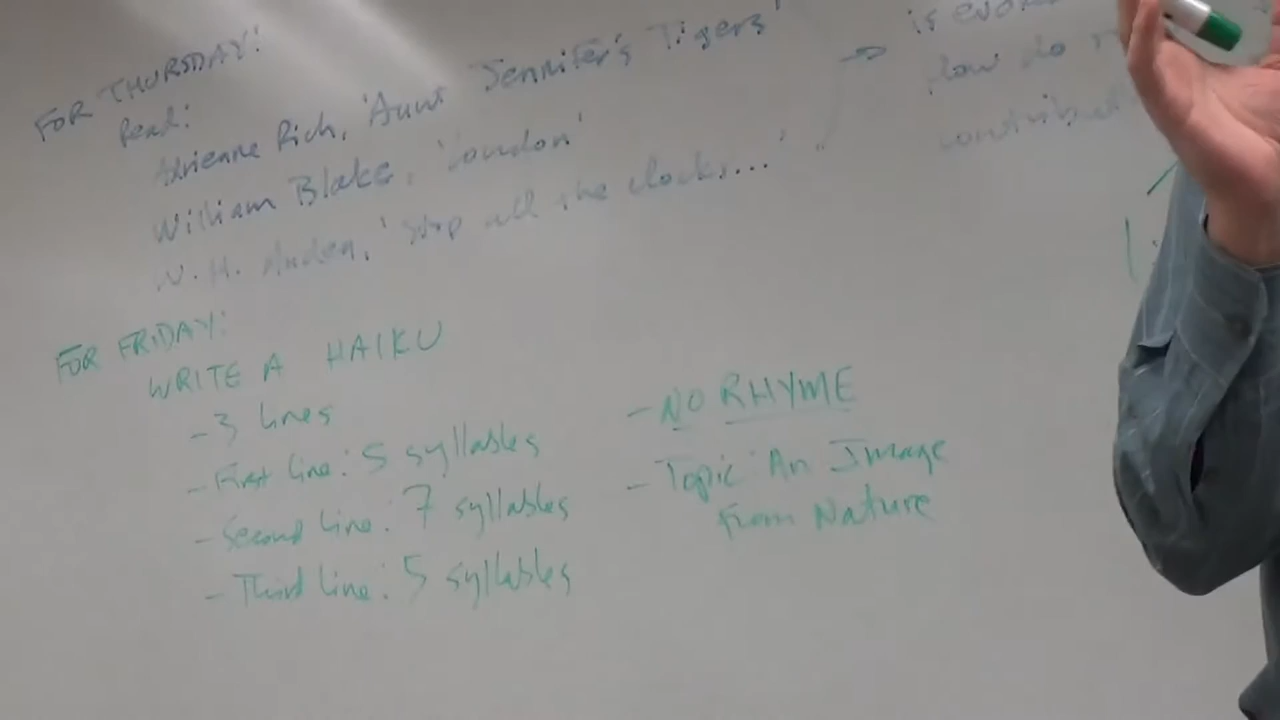 FOR THURSDAY:
Read:
Adrienne Rich, 'Aunt Jennifer's Tigers'
William Blake, 'London'
W. H. Auden, 'Stop all the clocks...'
is
how do
FOR FRIDAY:
WRITE A HAIKU
- 3 lines
- First line: 5 syllables
- Second line: 7 syllables
- Third line: 5 syllables
- NO RHYME
- Topic: An Image
From Nature